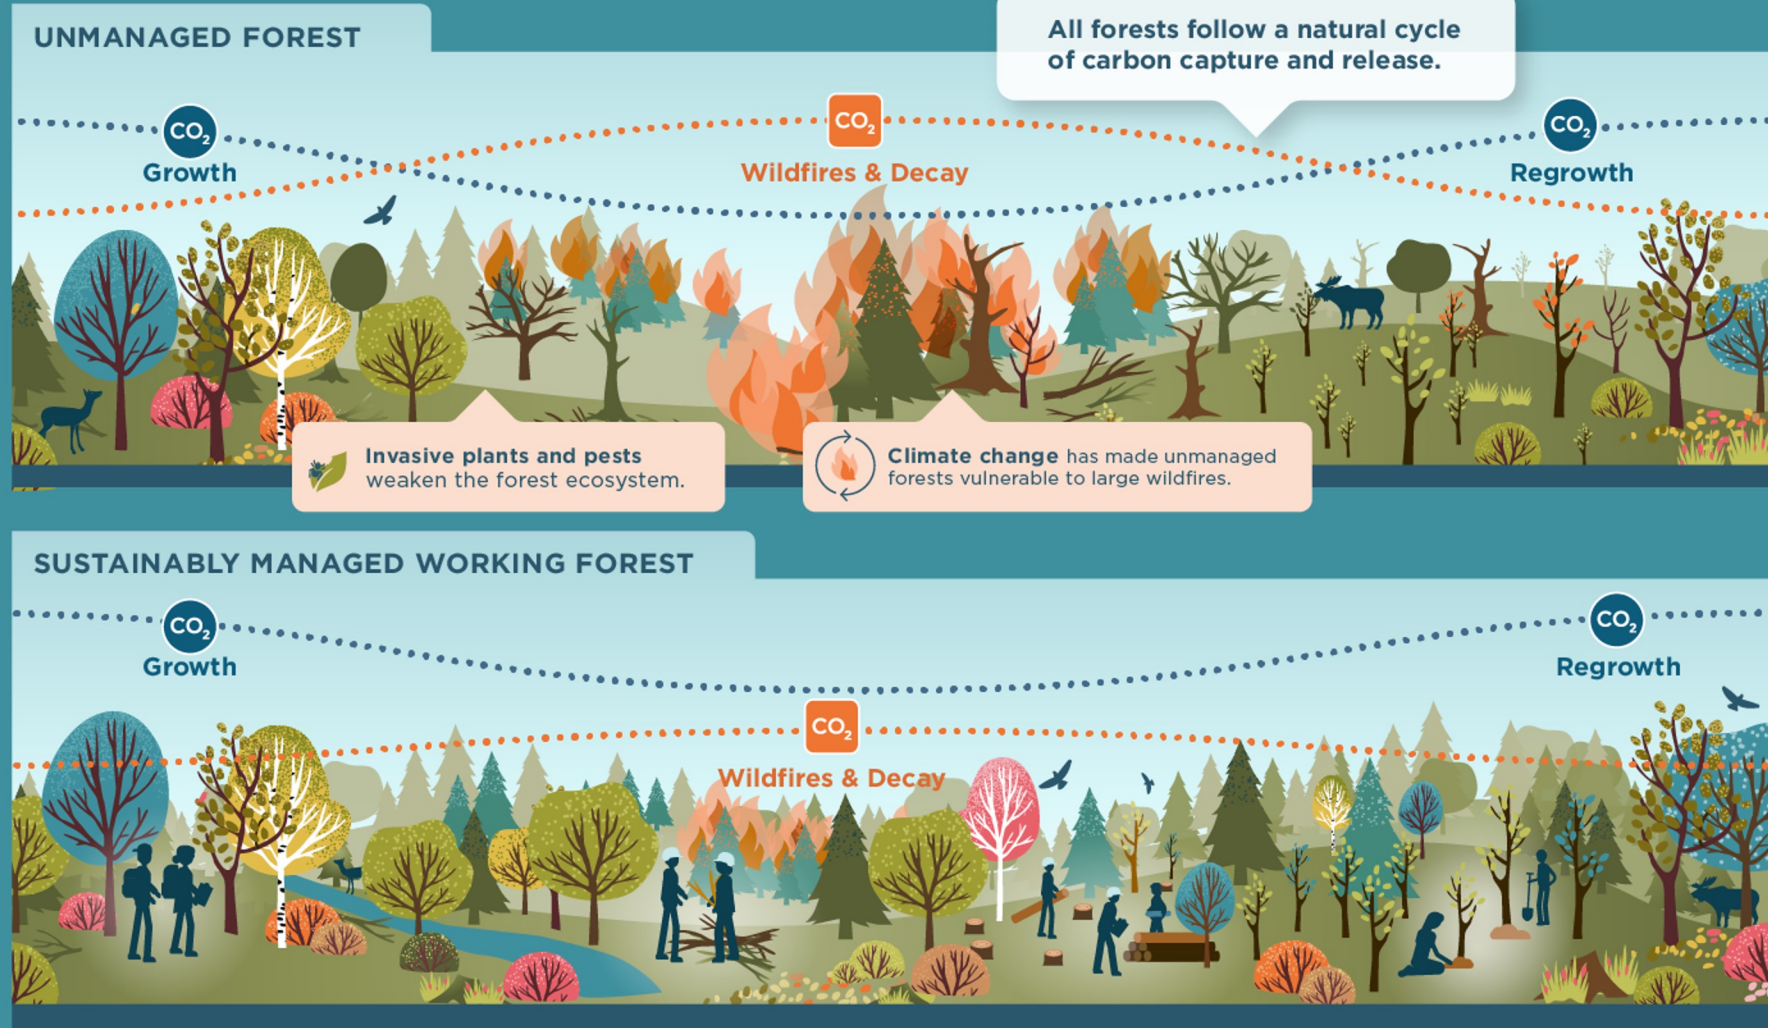 UNMANAGED FOREST
All forests follow a natural cycle
of carbon capture and release.
CO₂
Growth
CO₂
Wildfires & Decay
CO₂
Regrowth
Invasive plants and pests
weaken the forest ecosystem.
Climate change has made unmanaged
forests vulnerable to large wildfires.
SUSTAINABLY MANAGED WORKING FOREST
CO₂
Growth
CO₂
Wildfires & Decay
CO₂
Regrowth